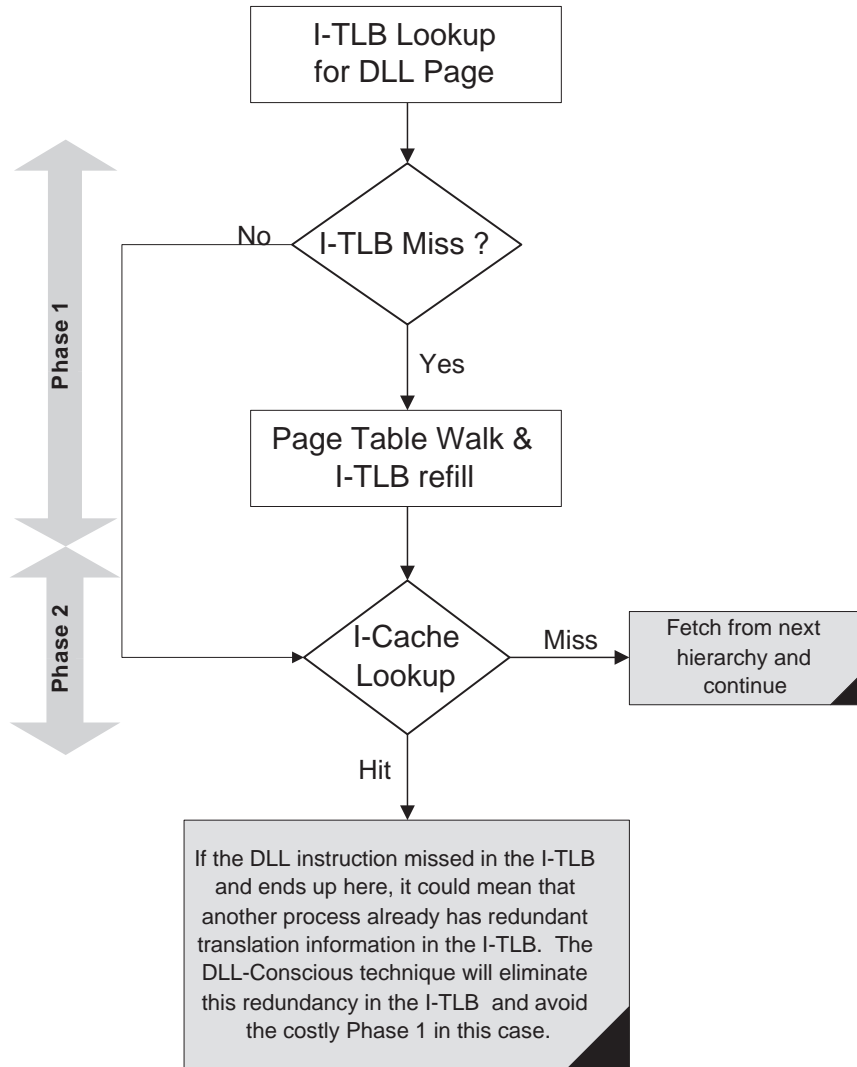 I-TLB Lookup
for DLL Page
No
I-TLB Miss ?
Phase 1
Yes
Page Table Walk &
I-TLB refill
Phase 2
I-Cache
Lookup
Miss
Fetch from next
hierarchy and
continue
Hit
If the DLL instruction missed in the I-TLB
and ends up here, it could mean that
another process already has redundant
translation information in the I-TLB. The
DLL-Conscious technique will eliminate
this redundancy in the I-TLB and avoid
the costly Phase 1 in this case.